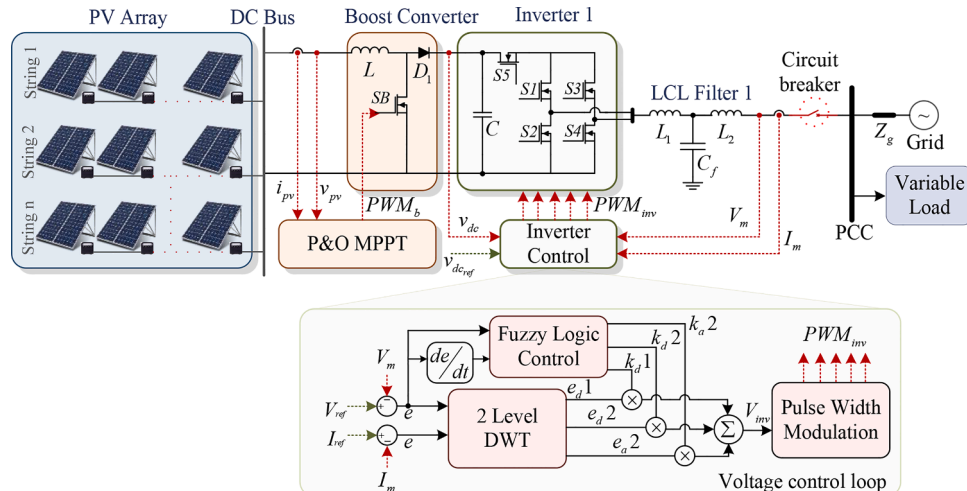 PV Array
DC Bus
Boost Converter
Inverter 1
String 1
String 2
String n
L
D1
SB
C
S5
S1
S3
S2
S4
LCL Filter 1
L1
L2
Cf
Circuit
breaker
Zg
Grid
Variable
Load
PCC
ipv
vpv
PWMb
P&O MPPT
vdc
vdcref
PWMinv
Inverter
Control
Vm
Im
Fuzzy Logic
Control
de/dt
ka2
kd2
kd1
Vm
Vref
e
Iref
e
Im
2 Level
DWT
ed1
ed2
ea2
Σ
Vinv
PWMinv
Pulse Width
Modulation
Voltage control loop